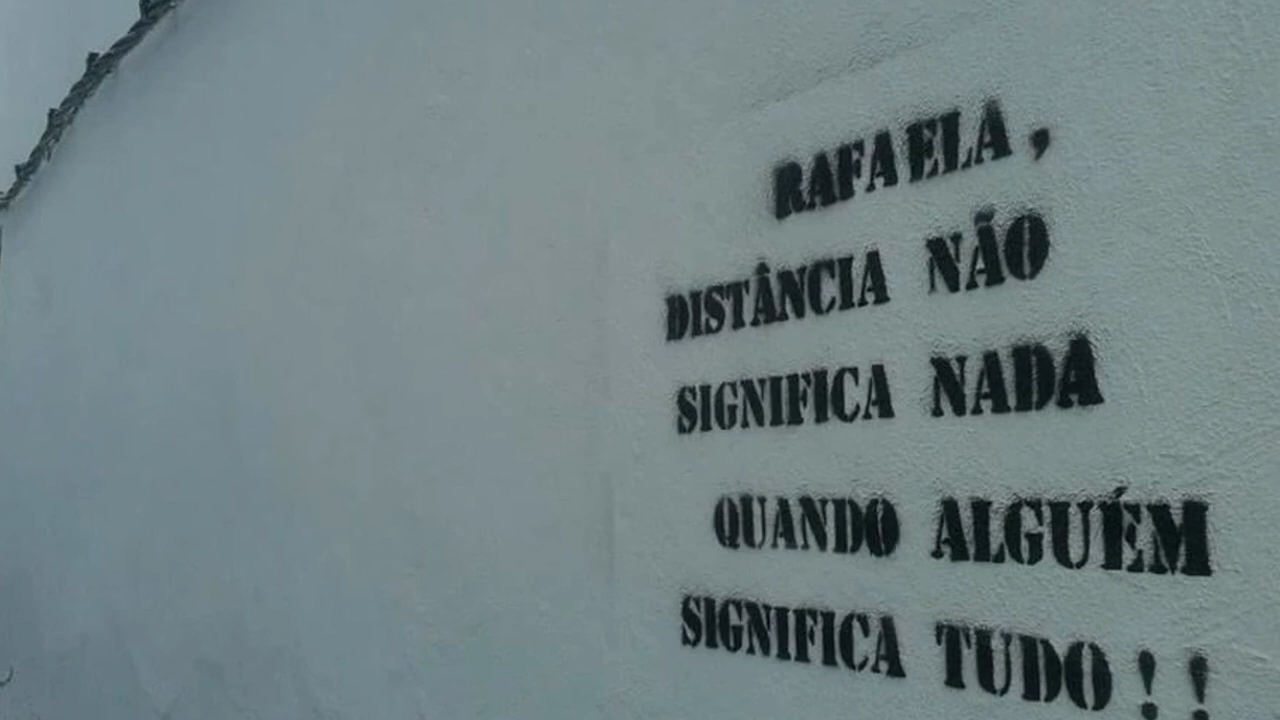 RAFAELA,
DISTÂNCIA NÃO
SIGNIFICA NADA
QUANDO ALGUÉM
SIGNIFICA TUDO!!